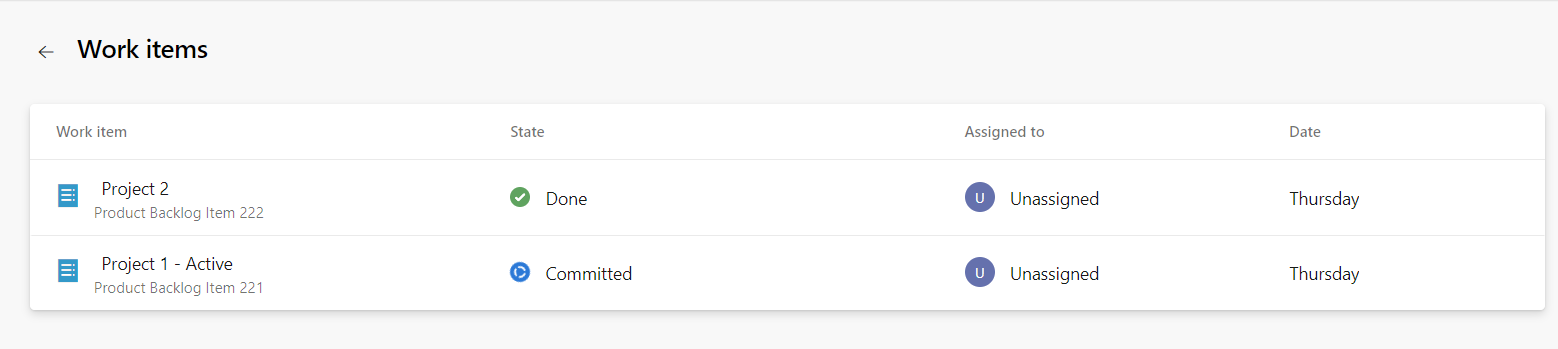 Work items
Work item State Assigned to Date
Project 2
Product Backlog Item 222
Done U Unassigned Thursday
Project 1 - Active
Product Backlog Item 221
Committed U Unassigned Thursday